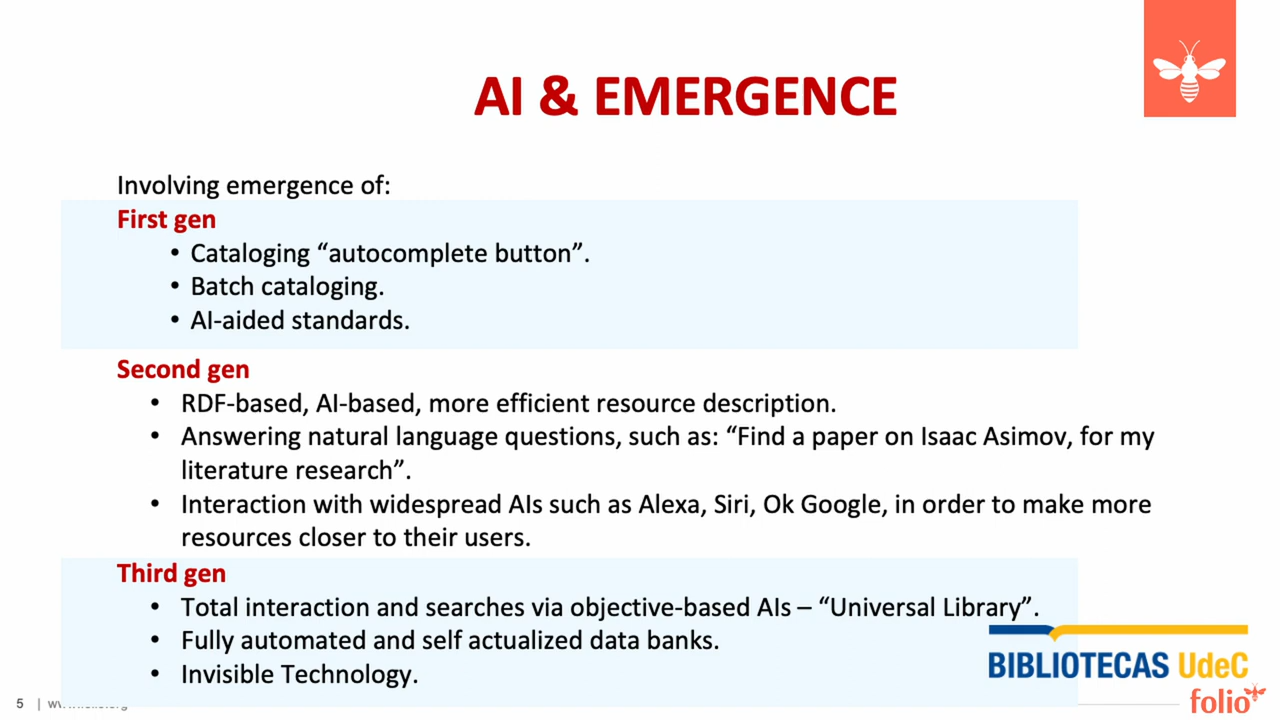 AI & EMERGENCE
Involving emergence of:
First gen
• Cataloging “autocomplete button”.
• Batch cataloging.
• AI-aided standards.
Second gen
• RDF-based, AI-based, more efficient resource description.
• Answering natural language questions, such as: “Find a paper on Isaac Asimov, for my
literature research”.
• Interaction with widespread AIs such as Alexa, Siri, Ok Google, in order to make more
resources closer to their users.
Third gen
• Total interaction and searches via objective-based AIs – “Universal Library”.
• Fully automated and self actualized data banks.
• Invisible Technology.
BIBLIOTECAS UdeC
5 |
folio